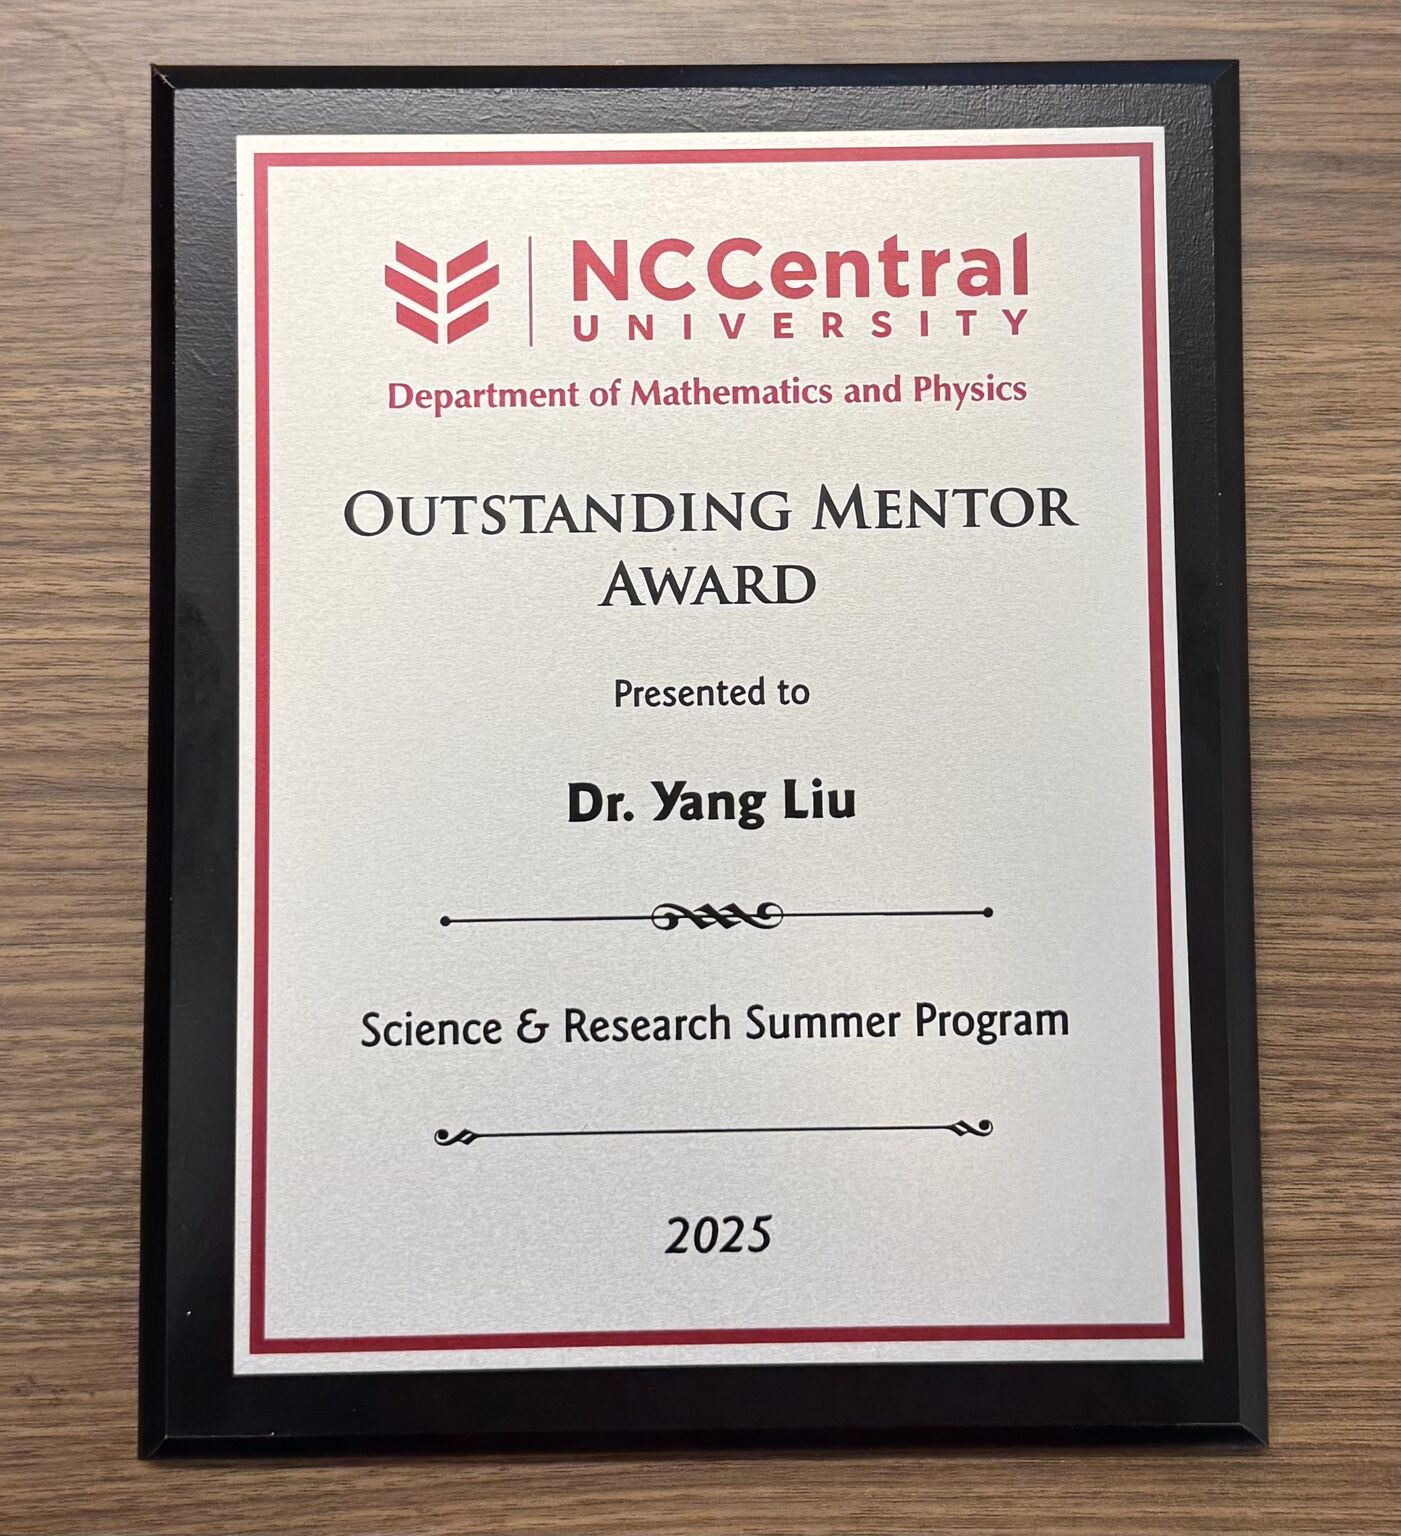 NCCentral
UNIVERSITY
Department of Mathematics and Physics
OUTSTANDING MENTOR
AWARD
Presented to
Dr. Yang Liu
Science & Research Summer Program
2025